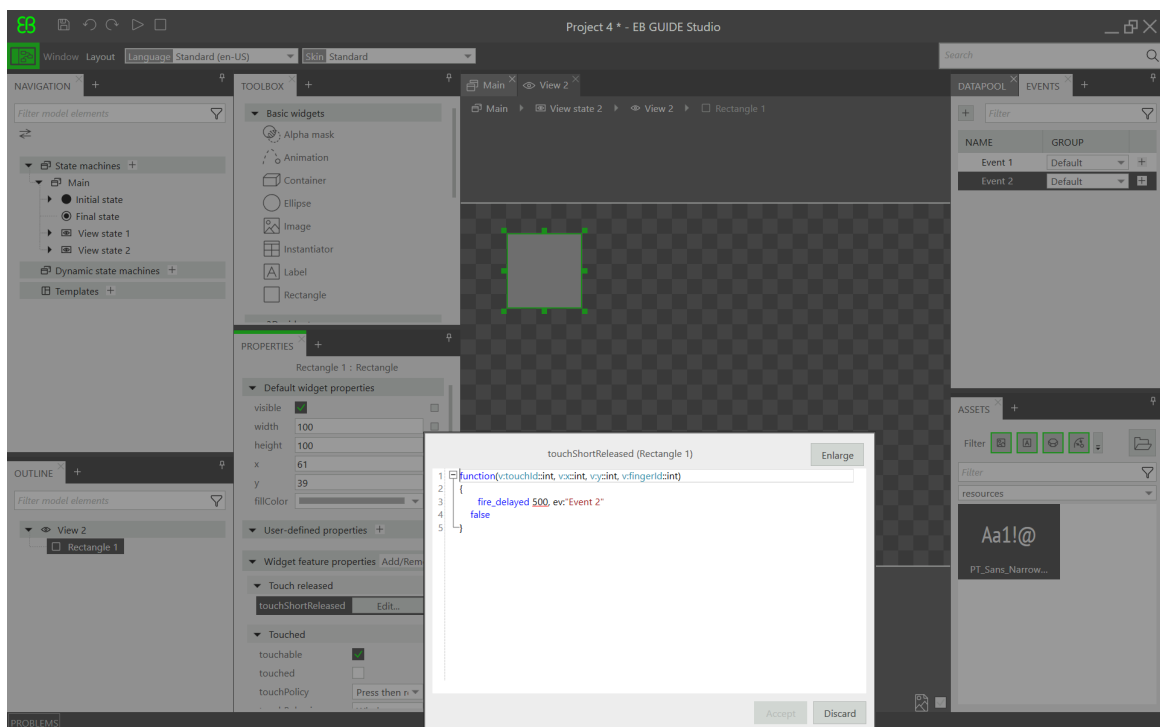 EB
Project 4 * - EB GUIDE Studio
Window Layout Language Standard (en-US) Skin Standard
Search
NAVIGATION
Filter model elements
State machines
Main
Initial state
Final state
View state 1
View state 2
Dynamic state machines
Templates
OUTLINE
Filter model elements
View 2
Rectangle 1
PROBLEMS
TOOLBOX
Basic widgets
Alpha mask
Animation
Container
Ellipse
Image
Instantiator
Label
Rectangle
PROPERTIES
Rectangle 1 : Rectangle
Default widget properties
visible
width 100
height 100
x 61
y 39
fillColor
User-defined properties
Widget feature properties Add/Rem
Touch released
touchShortReleased Edit...
Touched
touchable
touched
touchPolicy Press then r
Main View 2
Main View state 2 View 2 Rectangle 1
touchShortReleased (Rectangle 1) Enlarge
1 function(v:touchId::int, v:x::int, v:y::int, v:fingerId::int)
2 {
3 fire_delayed 500, ev:"Event 2"
4 false
5 }
Accept Discard
DATAPOOL EVENTS
Filter
NAME GROUP
Event 1 Default
Event 2 Default
ASSETS
Filter
Filter
resources
Aa1!@
PT_Sans_Narrow...